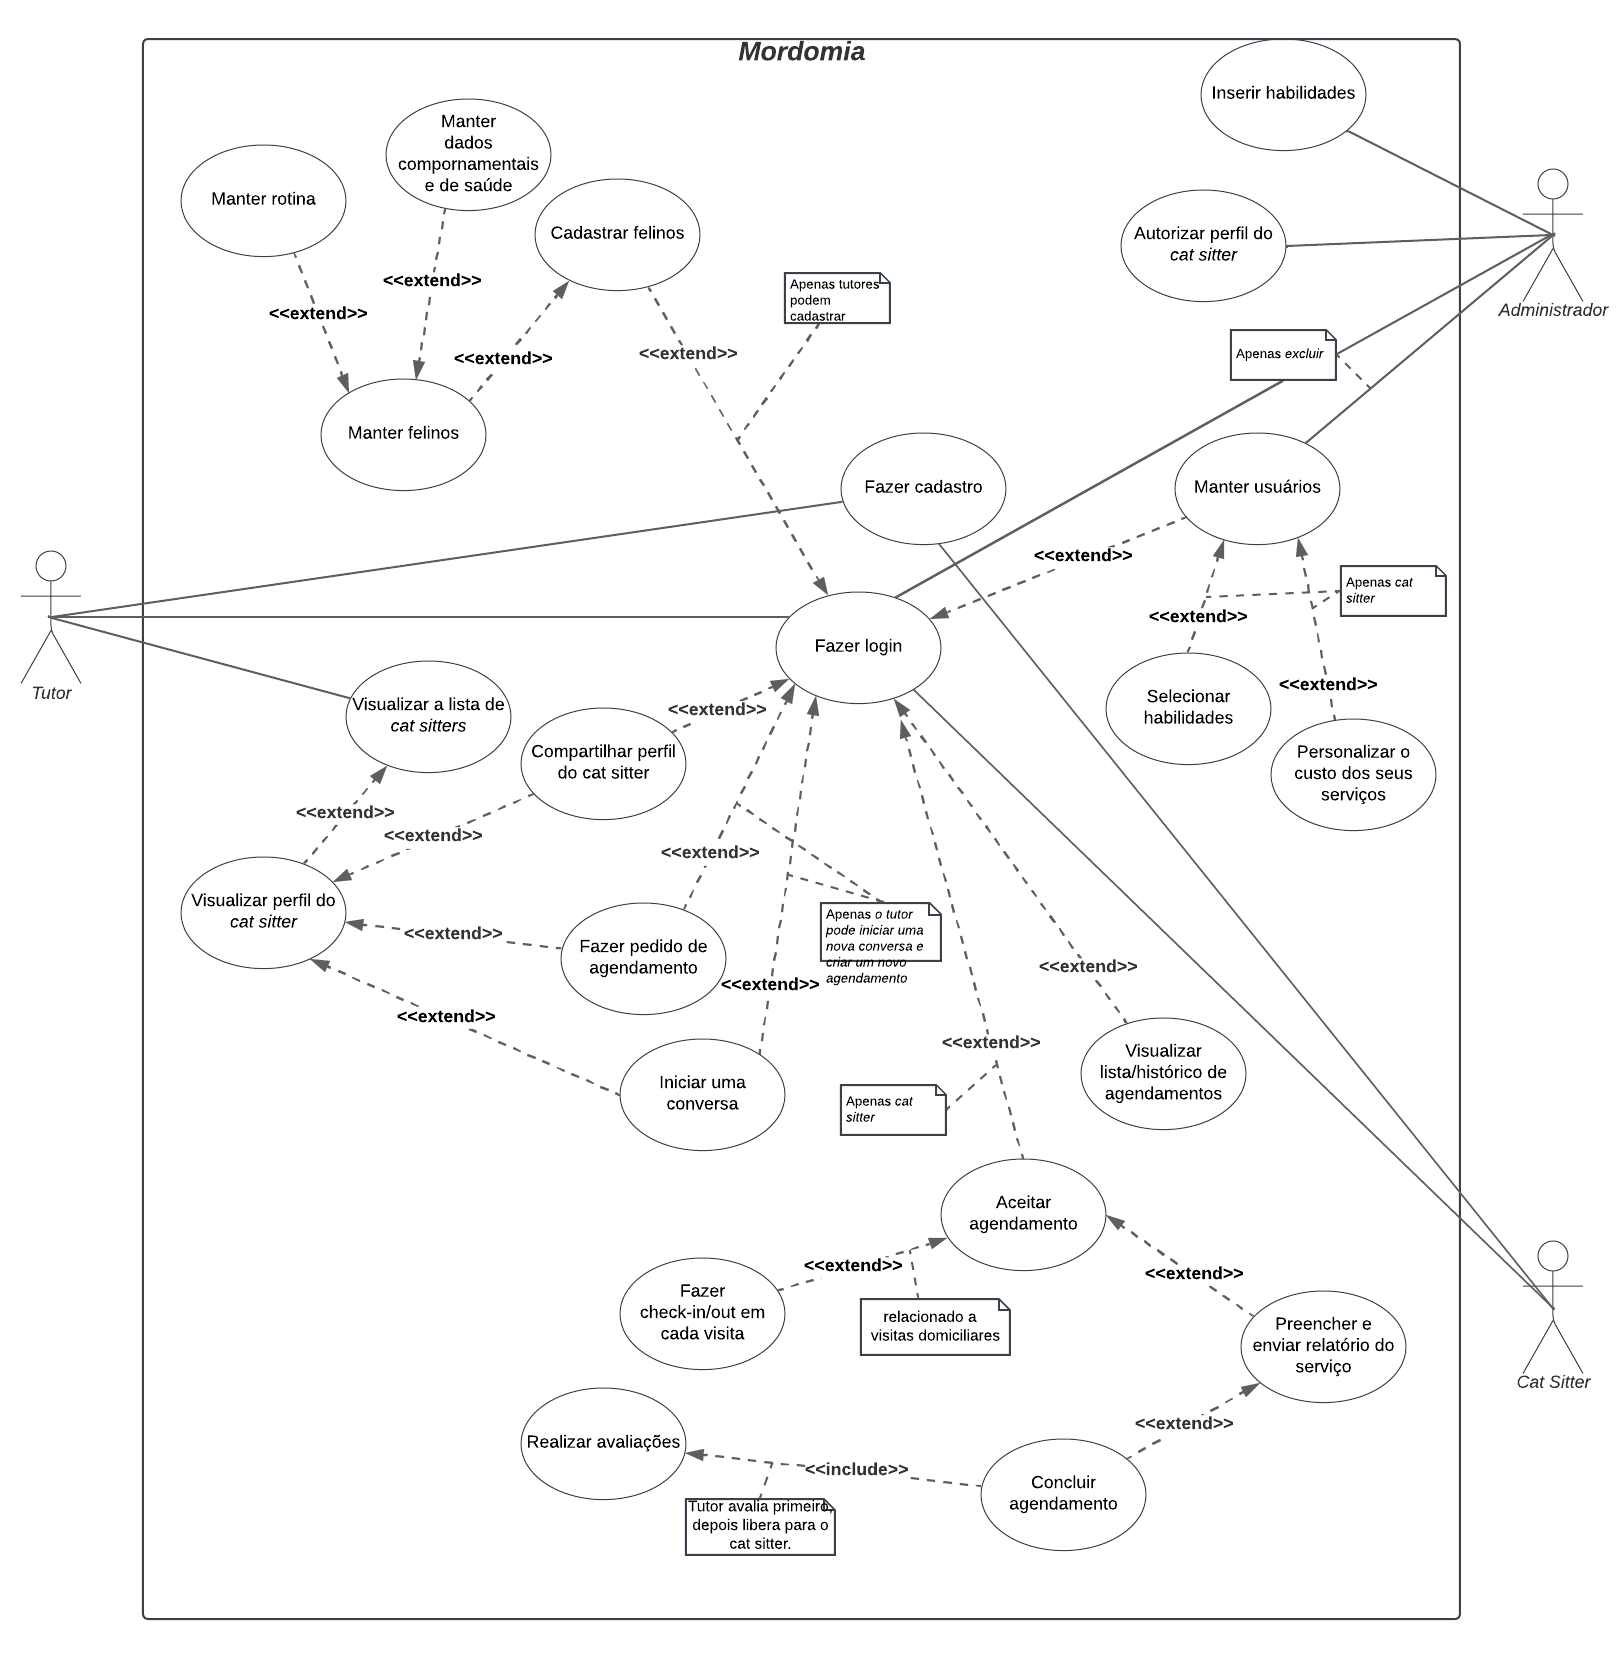 Mordomia
Inserir habilidades
Manter
dados
compornamentais
e de saúde
Manter rotina
Cadastrar felinos
Autorizar perfil do
cat sitter
<<extend>>
Apenas tutores
podem
cadastrar
<<extend>>
Administrador
<<extend>>
<<extend>>
Apenas excluir
Manter felinos
Fazer cadastro
Manter usuários
<<extend>>
Apenas cat
sitter
<<extend>>
Fazer login
Tutor
Visualizar a lista de
cat sitters
<<extend>>
Selecionar
habilidades
<<extend>>
Compartilhar perfil
do cat sitter
Personalizar o
custo dos seus
serviços
<<extend>>
<<extend>>
<<extend>>
Visualizar perfil do
cat sitter
Apenas o tutor
pode iniciar uma
nova conversa e
criar um novo
agendamento
<<extend>>
Fazer pedido de
agendamento
<<extend>>
<<extend>>
<<extend>>
<<extend>>
Visualizar
lista/histórico de
agendamentos
Iniciar uma
conversa
Apenas cat
sitter
Aceitar
agendamento
<<extend>>
<<extend>>
Fazer
check-in/out em
cada visita
relacionado a
visitas domiciliares
Preencher e
enviar relatório do
serviço
Cat Sitter
<<extend>>
Realizar avaliações
<<include>>
Concluir
agendamento
Tutor avalia primeiro,
depois libera para o
cat sitter.